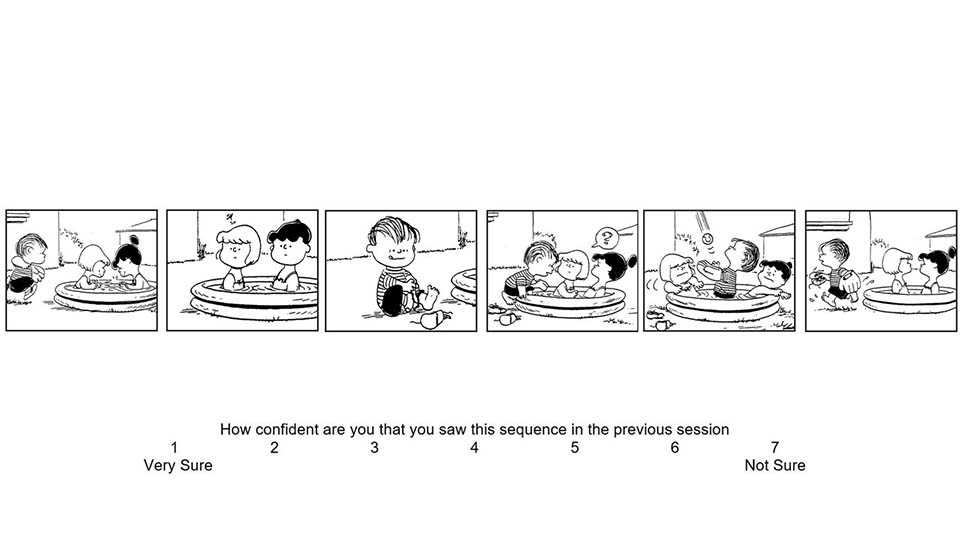 ?
How confident are you that you saw this sequence in the previous session
1 2 3 4 5 6 7
Very Sure Not Sure